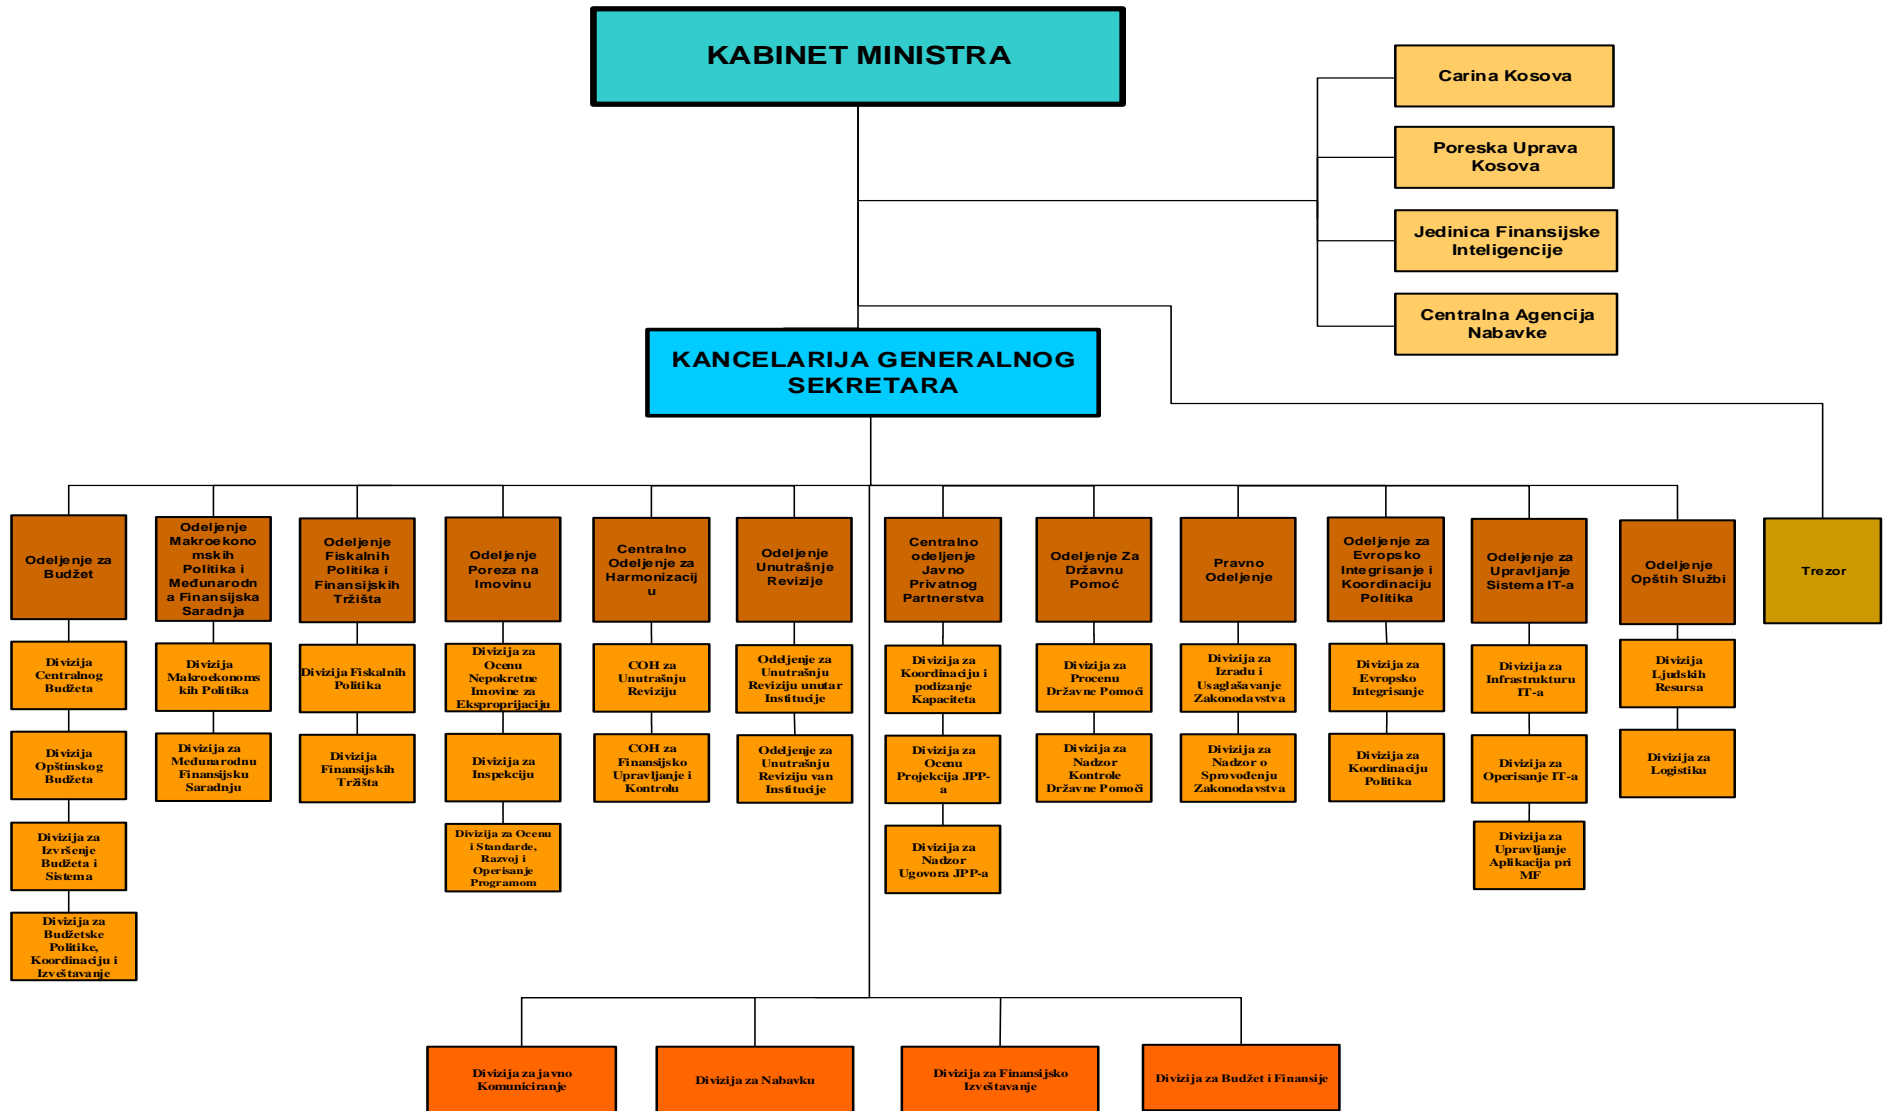 KABINET MINISTRA
Carina Kosova
Poreska Uprava
Kosova
Jedinica Finansijske
Inteligencije
Centralna Agencija
Nabavke
KANCELARIJA GENERALNOG
SEKRETARA
Odeljenje za
Budžet
Odeljenje
Makroekono
mskih
Politika i
Međunarodn
a Finansijska
Saradnja
Odeljenje
Fiskalnih
Politika i
Finansijskih
Tržišta
Odeljenje
Poreza na
Imovinu
Centralno
Odeljenje za
Harmonizacij
u
Odeljenje
Unutrašnje
Revizije
Centralno
odeljenje
Javno
Privatnog
Partnerstva
Odeljenje Za
Državnu
Pomoć
Pravno
Odeljenje
Odeljenje za
Evropsko
Integrisanje i
Koordinaciju
Politika
Odeljenje za
Upravljanje
Sistema IT-a
Odeljenje
Opštih Službi
Trezor
Divizija
Centralnog
Budžeta
Divizija
Makroekonoms
kih Politika
Divizija Fiskalnih
Politika
Divizija za
Ocenu
Nepokretne
Imovine za
Eksproprijaciju
COH za
Unutrašnju
Reviziju
Odeljenje za
Unutrašnju
Reviziju unutar
Institucije
Divizija za
Koordinaciju i
podizanje
Kapaciteta
Divizija za
Procenu
Državne Pomoći
Divizija za
Izradu i
Usaglašavanje
Zakonodavstva
Divizija za
Evropsko
Integrisanje
Divizija za
Infrastrukturu
IT-a
Divizija
Ljudskih
Resursa
Divizija
Opštinskog
Budžeta
Divizija za
Međunarodnu
Finansijsku
Saradnju
Divizija
Finansijskih
Tržišta
Divizija za
Inspekciju
COH za
Finansijsko
Upravljanje i
Kontrolu
Odeljenje za
Unutrašnju
Reviziju van
Institucije
Divizija za
Ocenu
Projekcija JPP-
a
Divizija za
Nadzor
Kontrole
Državne Pomoći
Divizija za
Nadzor o
Sprovođenju
Zakonodavstva
Divizija za
Koordinaciju
Politika
Divizija za
Operisanje IT-a
Divizija za
Logistiku
Divizija za
Izvršenje
Budžeta i
Sistema
Divizija za Ocenu
i Standarde,
Razvoj i
Operisanje
Programom
Divizija za
Nadzor
Ugovora JPP-a
Divizija za
Upravljanje
Aplikacija pri
MF
Divizija za
Budžetske
Politike,
Koordinaciju i
Izveštavanje
Divizija za javno
Komuniciranje
Divizija za Nabavku
Divizija za Finansijsko
Izveštavanje
Divizija za Budžet i Finansije